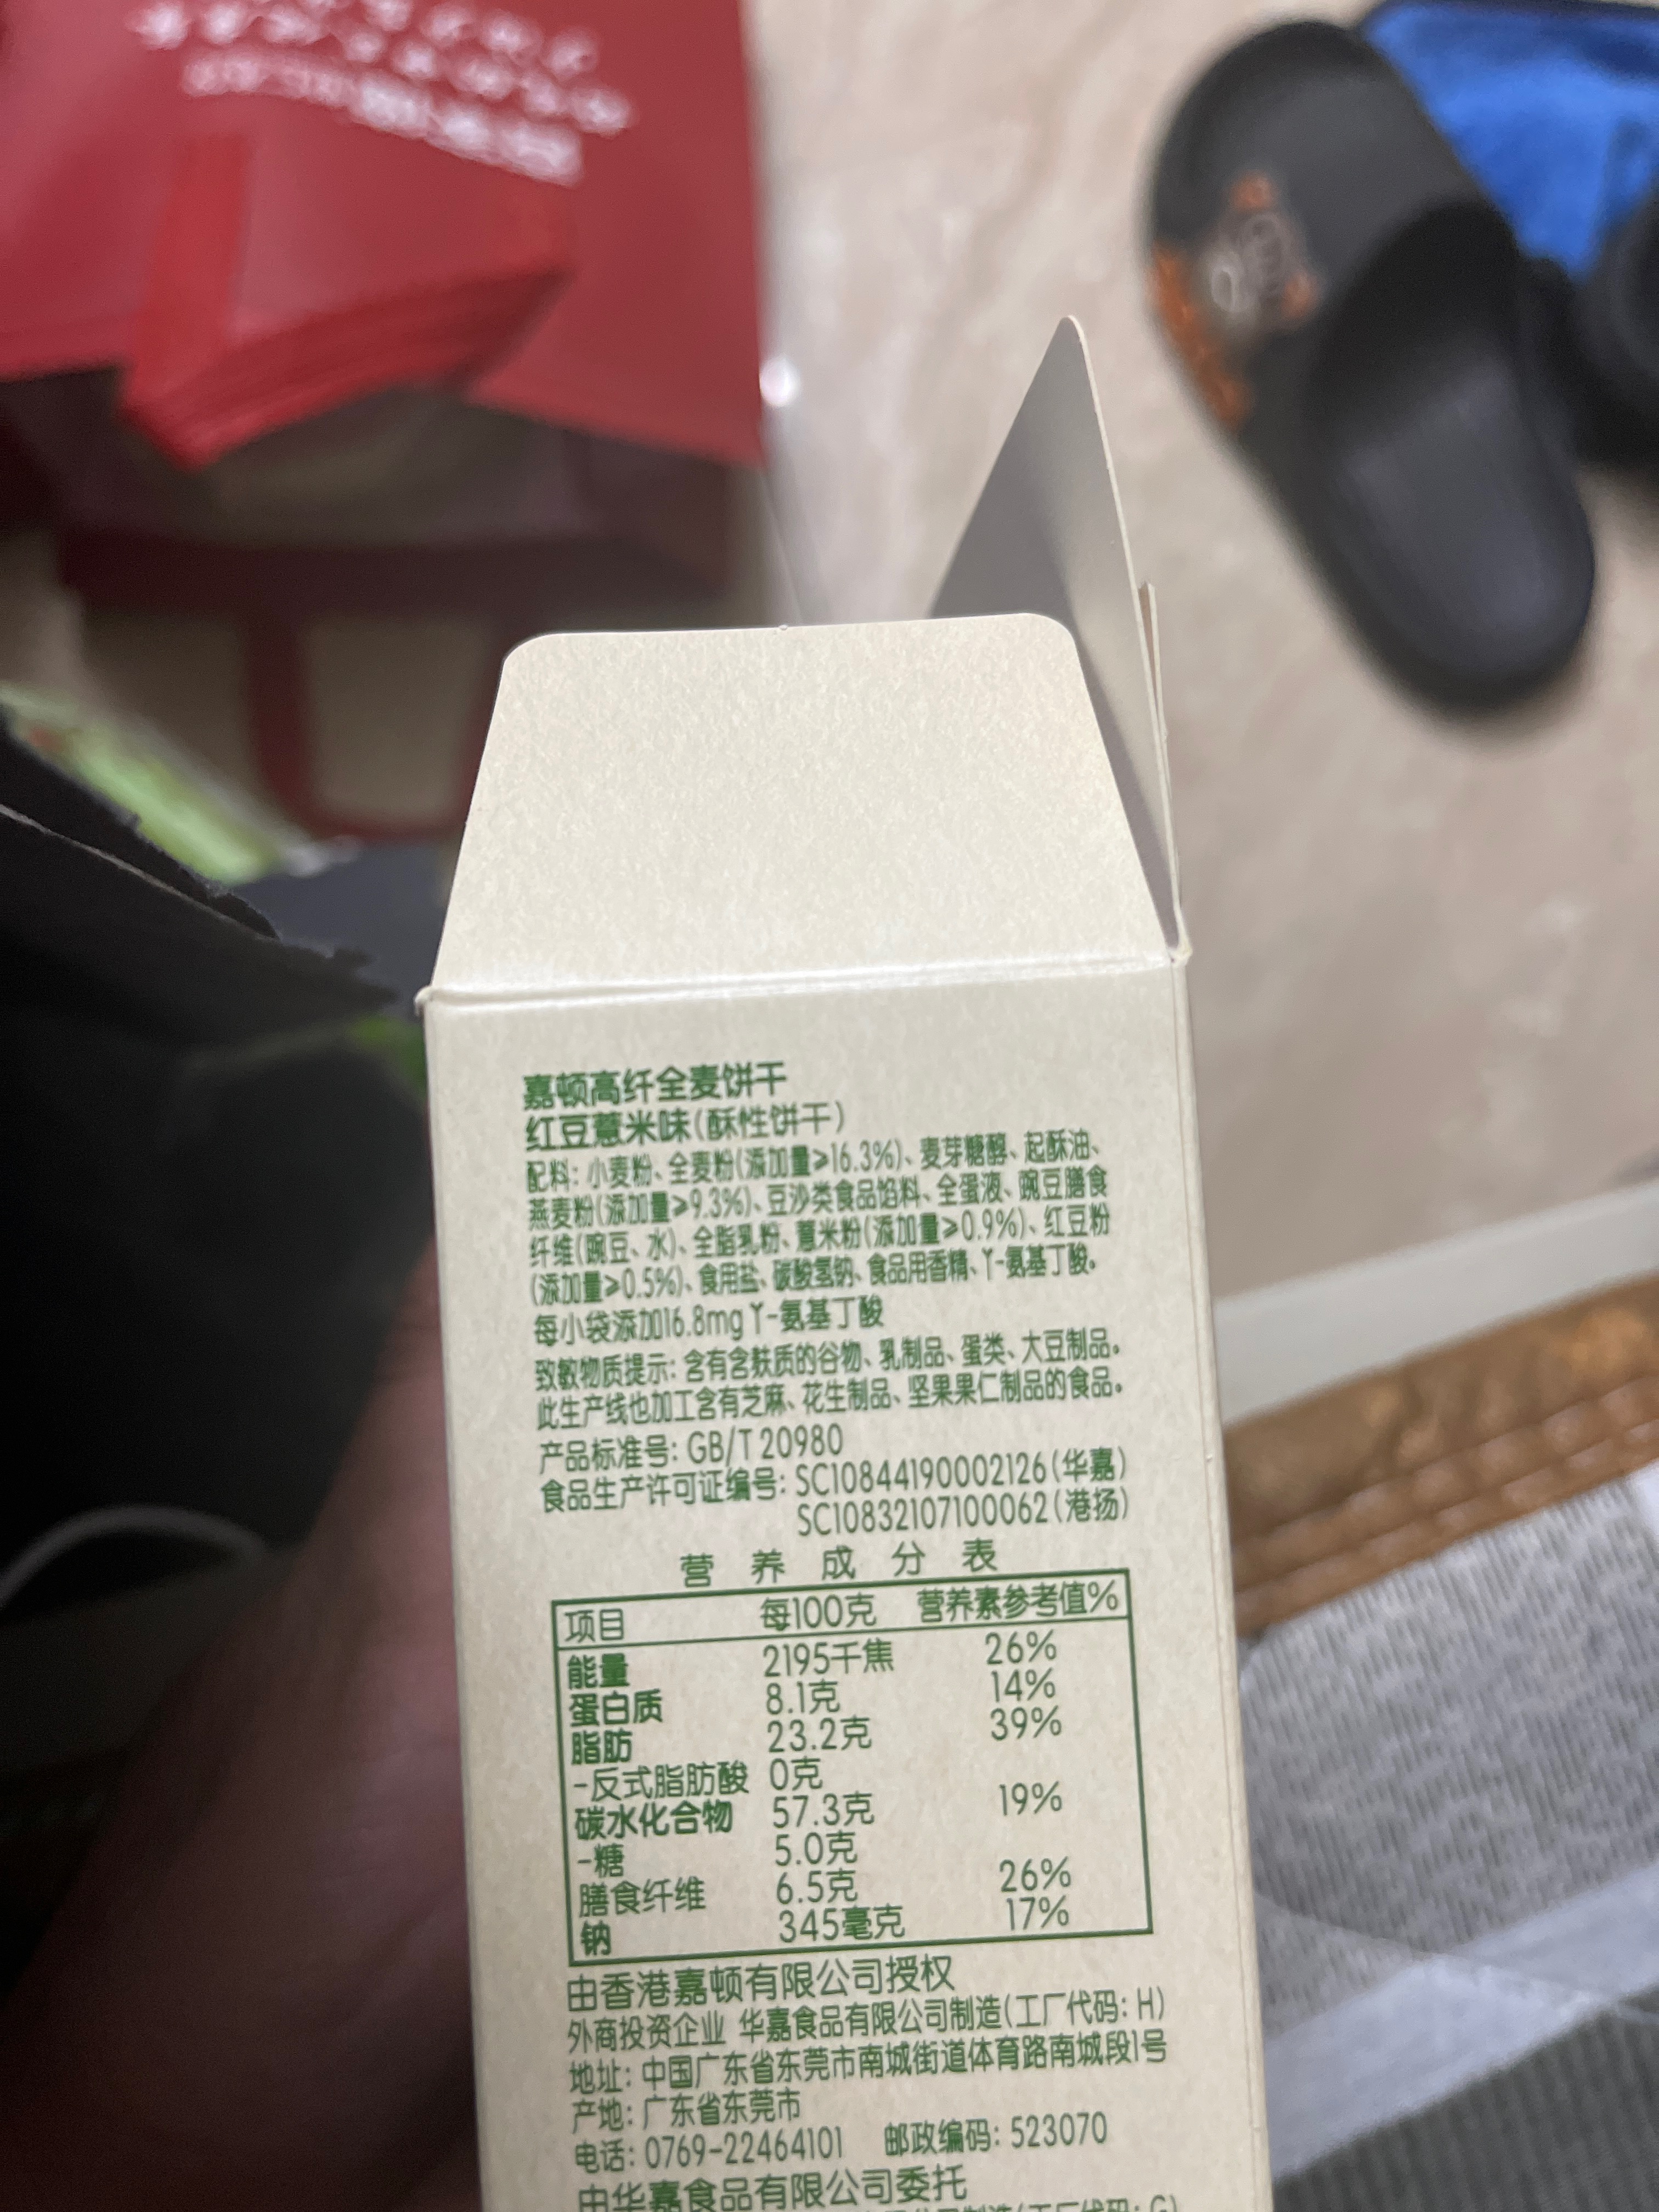 嘉顿高纤全麦饼干
红豆薏米味(酥性饼干)
配料: 小麦粉、全麦粉(添加量≥16.3%)、麦芽糖醇、起酥油、
燕麦粉(添加量≥9.3%)、豆沙类食品馅料、全蛋液、豌豆膳食
纤维(豌豆、水)、全脂乳粉、薏米粉(添加量≥0.9%)、红豆粉
(添加量≥0.5%)、食用盐、碳酸氢钠、食品用香精、γ-氨基丁酸。
每小袋添加16.8mg γ-氨基丁酸
致敏物质提示: 含有含麸质的谷物、乳制品、蛋类、大豆制品。
此生产线也加工含有芝麻、花生制品、坚果果仁制品的食品。
产品标准号: GB/T 20980
食品生产许可证编号: SC10844190002126(华嘉)
SC10832107100062(港扬)
营养成分表
项目 每100克 营养素参考值%
能量 2195千焦 26%
蛋白质 8.1克 14%
脂肪 23.2克 39%
-反式脂肪酸 0克
碳水化合物 57.3克 19%
-糖 5.0克
膳食纤维 6.5克 26%
钠 345毫克 17%
由香港嘉顿有限公司授权
外商投资企业 华嘉食品有限公司制造(工厂代码: H)
地址: 中国广东省东莞市南城街道体育路南城段1号
产地: 广东省东莞市
电话: 0769-22464101 邮政编码: 523070
由华嘉食品有限公司委托